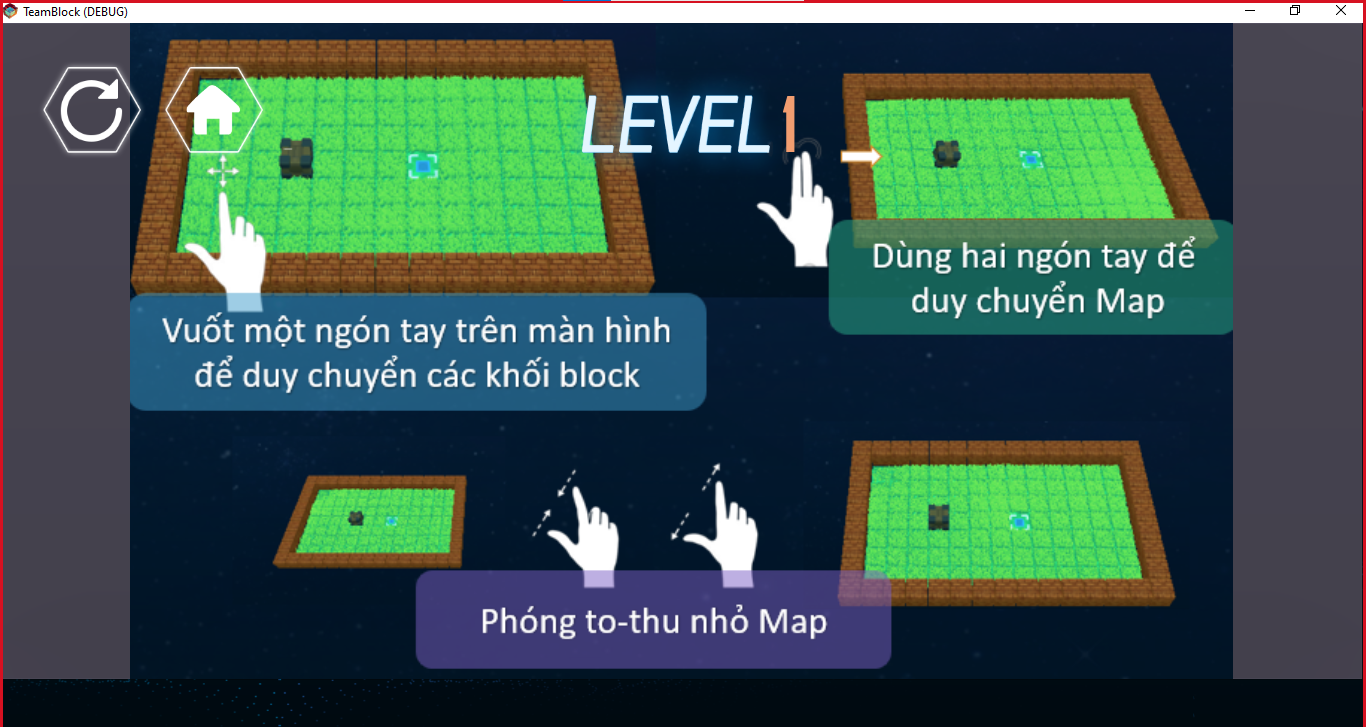 TeamBlock (DEBUG)
LEVEL 1
Dùng hai ngón tay để
duy chuyển Map
Vuốt một ngón tay trên màn hình
để duy chuyển các khối block
Phóng to-thu nhỏ Map